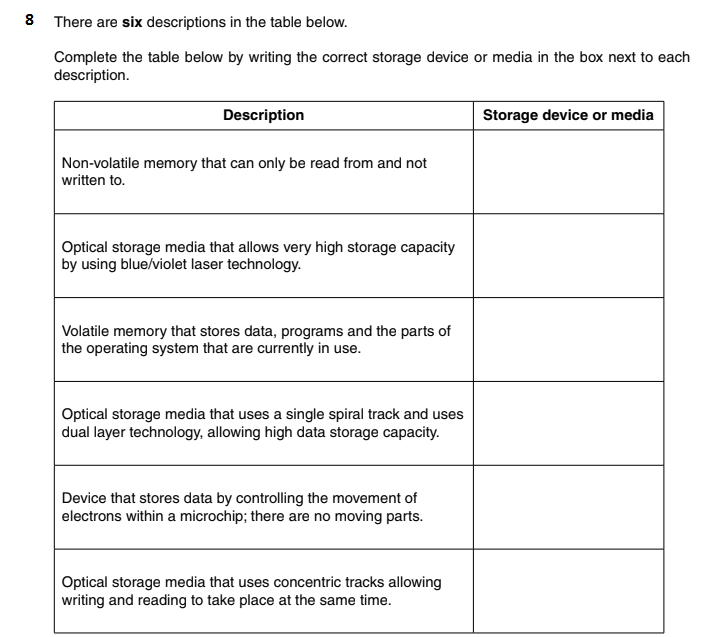 8 There are six descriptions in the table below.
Complete the table below by writing the correct storage device or media in the box next to each
description.
Description Storage device or media
Non-volatile memory that can only be read from and not
written to.
Optical storage media that allows very high storage capacity
by using blue/violet laser technology.
Volatile memory that stores data, programs and the parts of
the operating system that are currently in use.
Optical storage media that uses a single spiral track and uses
dual layer technology, allowing high data storage capacity.
Device that stores data by controlling the movement of
electrons within a microchip; there are no moving parts.
Optical storage media that uses concentric tracks allowing
writing and reading to take place at the same time.